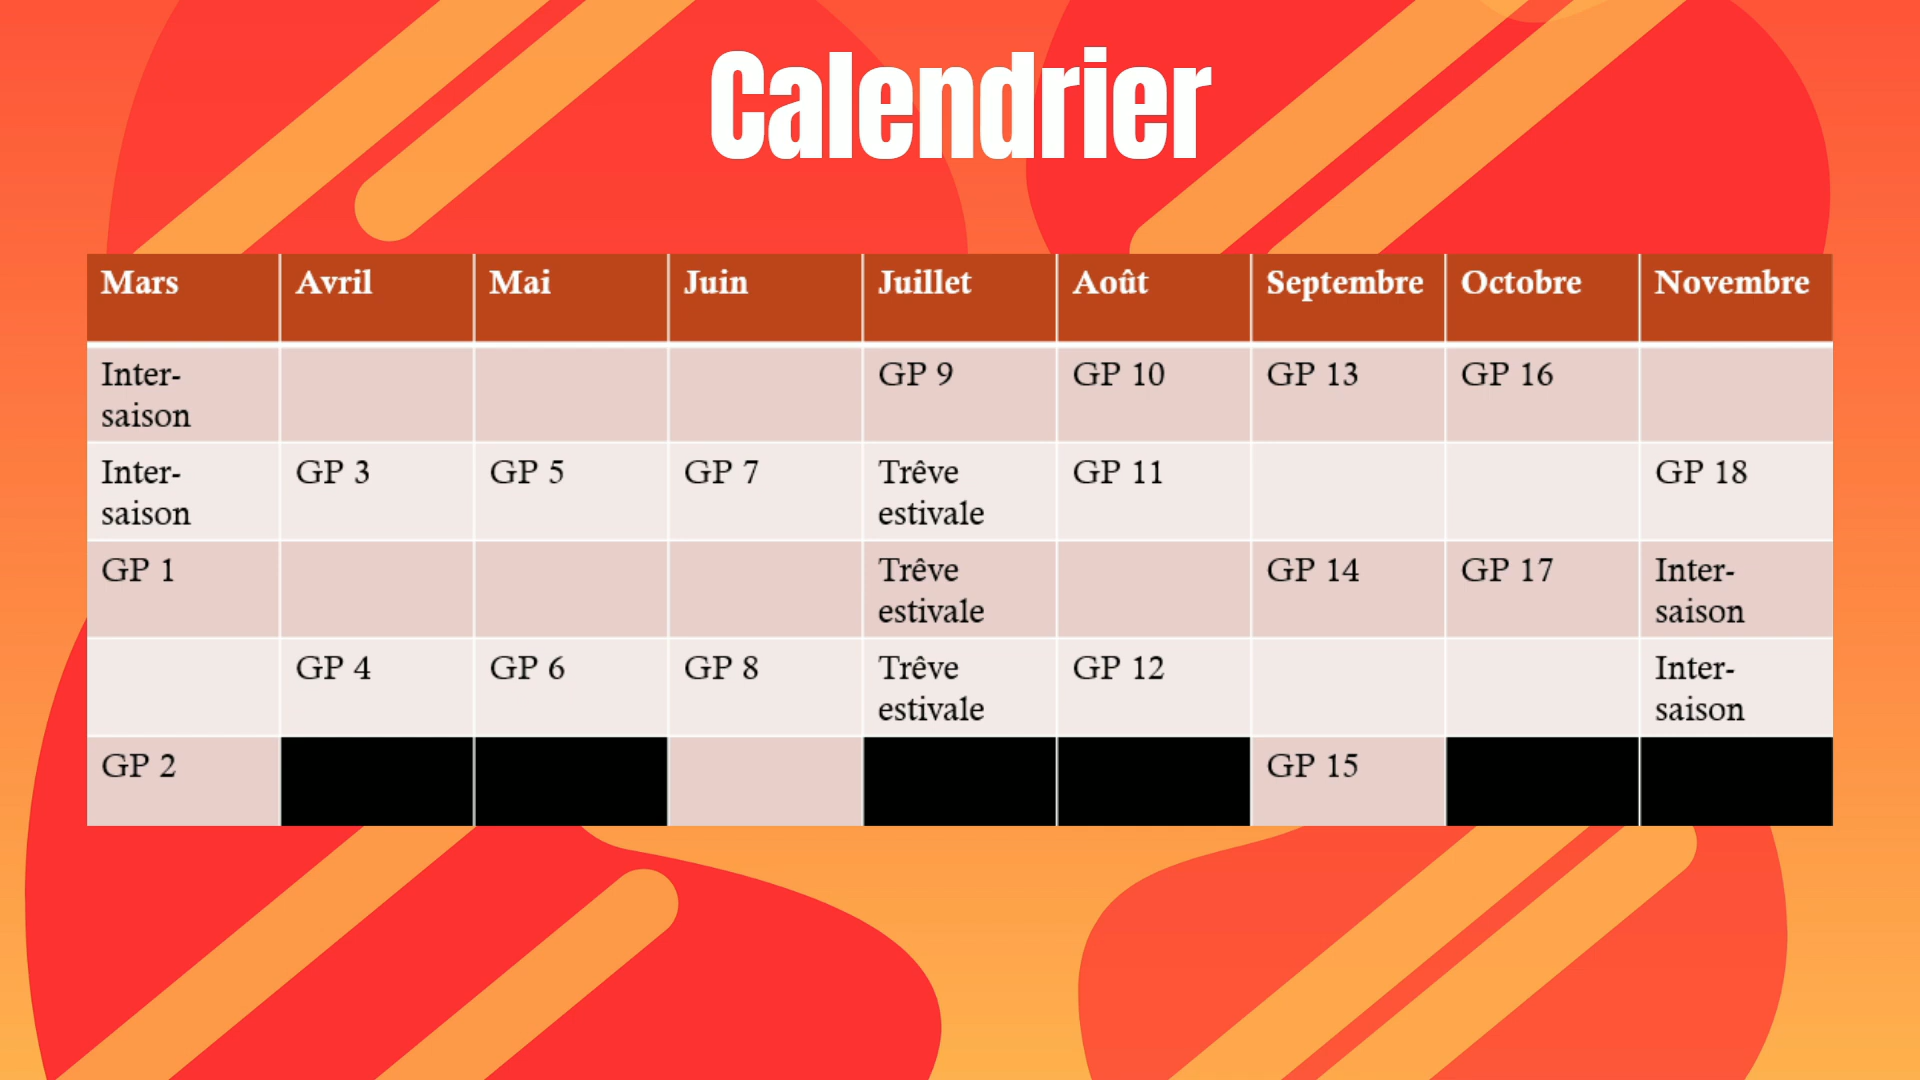 Calendrier
Mars Avril Mai Juin Juillet Août Septembre Octobre Novembre
Inter-
saison GP 9 GP 10 GP 13 GP 16
Inter-
saison GP 3 GP 5 GP 7 Trêve
estivale GP 11 GP 18
GP 1 Trêve
estivale GP 14 GP 17 Inter-
saison
GP 4 GP 6 GP 8 Trêve
estivale GP 12 Inter-
saison
GP 2 GP 15